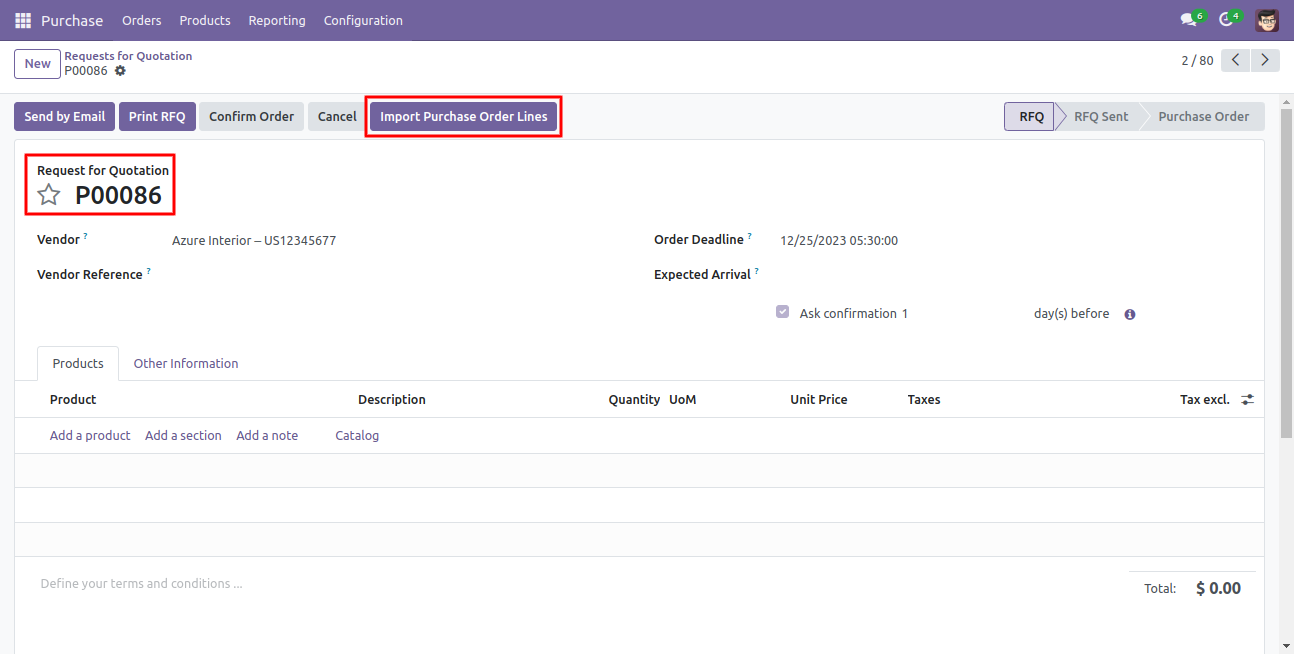 Purchase Orders Products Reporting Configuration 6 4
New Requests for Quotation
P00086
2 / 80
Send by Email Print RFQ Confirm Order Cancel Import Purchase Order Lines RFQ RFQ Sent Purchase Order
Request for Quotation
P00086
Vendor ? Azure Interior – US12345677 Order Deadline ? 12/25/2023 05:30:00
Vendor Reference ? Expected Arrival ?
Ask confirmation 1 day(s) before
Products Other Information
Product Description Quantity UoM Unit Price Taxes Tax excl.
Add a product Add a section Add a note Catalog
Define your terms and conditions ...
Total: $ 0.00